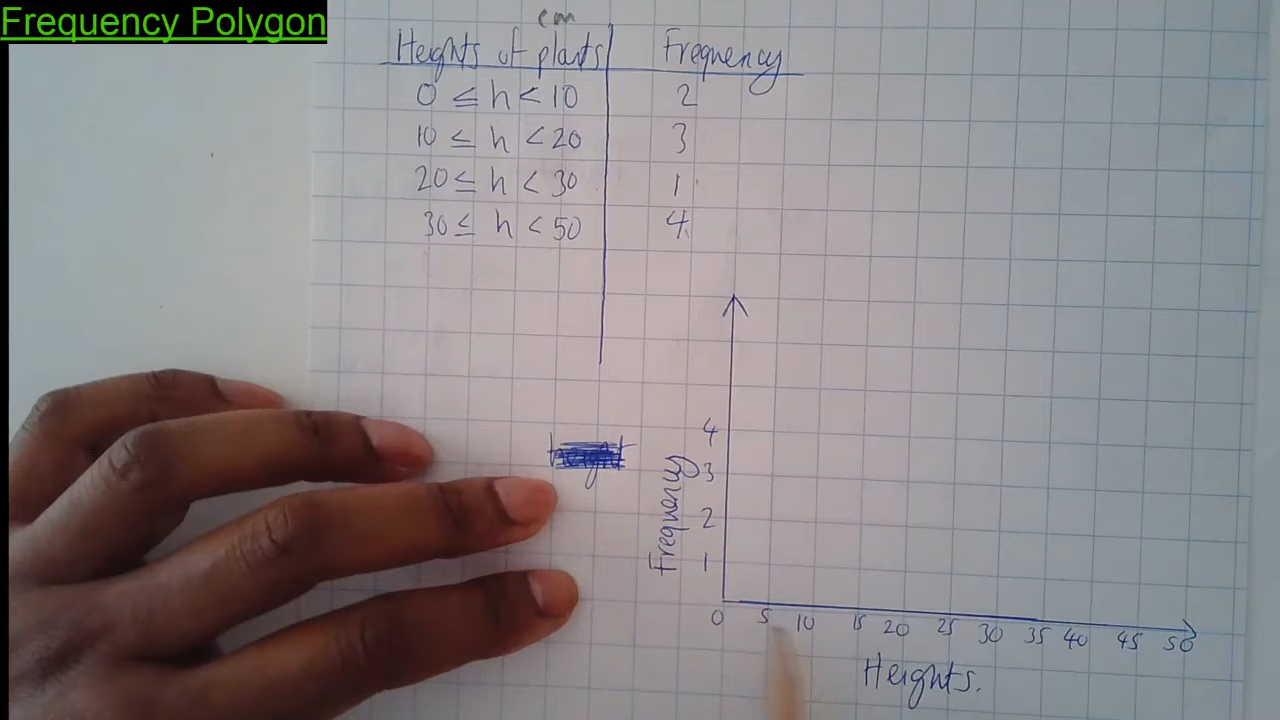 Frequency Polygon
cm
Heights of plants Frequency
0 ≤ h < 10 2
10 ≤ h < 20 3
20 ≤ h < 30 1
30 ≤ h < 50 4
4
3
2
1
Frequency
0 5 10 15 20 25 30 35 40 45 50
Heights.